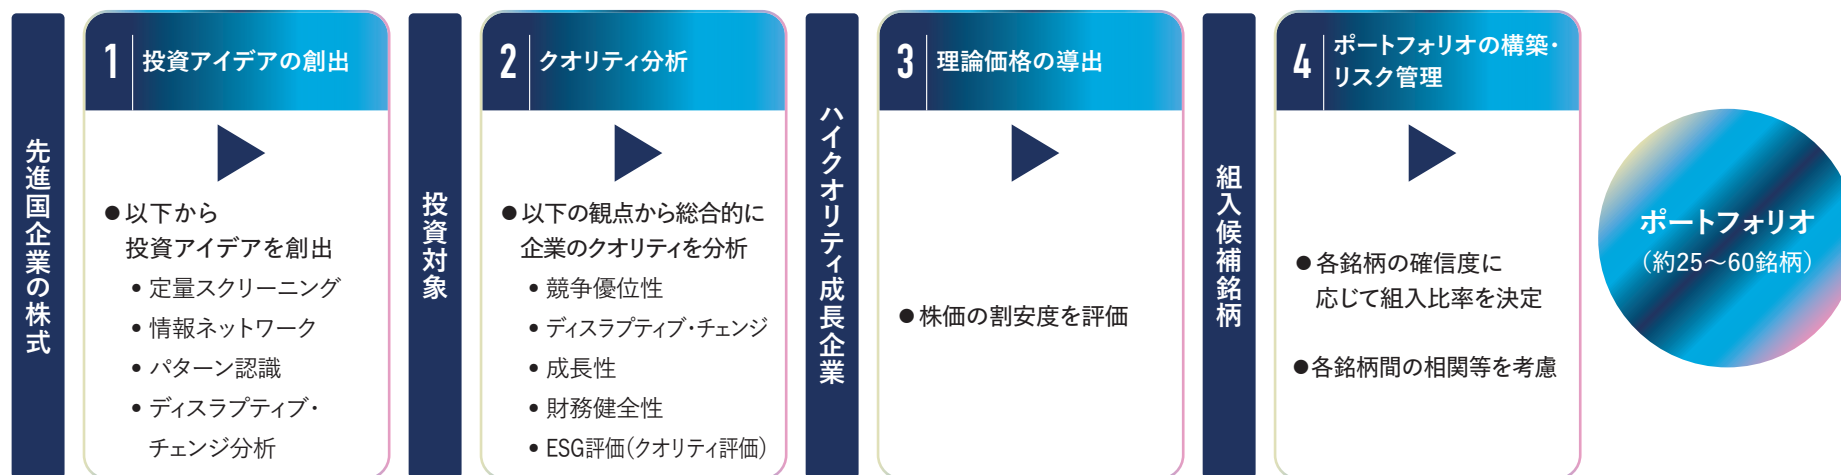 先進国企業の株式
1 投資アイデアの創出
●以下から
投資アイデアを創出
•定量スクリーニング
•情報ネットワーク
•パターン認識
•ディスラプティブ・
チェンジ分析
投資対象
2 クオリティ分析
●以下の観点から総合的に
企業のクオリティを分析
•競争優位性
•ディスラプティブ・チェンジ
•成長性
•財務健全性
•ESG評価(クオリティ評価)
ハイクオリティ成長企業
3 理論価格の導出
●株価の割安度を評価
組入候補銘柄
4 ポートフォリオの構築・
リスク管理
●各銘柄の確信度に
応じて組入比率を決定
●各銘柄間の相関等を考慮
ポートフォリオ
(約25〜60銘柄)